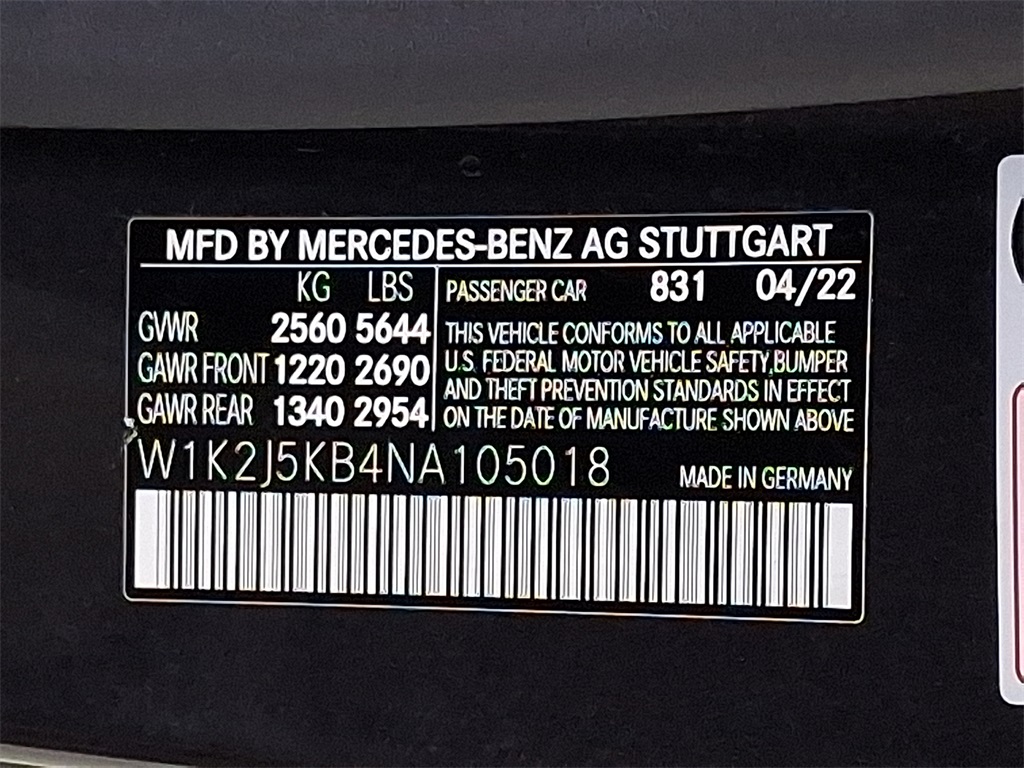 MFD BY MERCEDES-BENZ AG STUTTGART
KG LBS
GVWR 2560 5644
GAWR FRONT 1220 2690
GAWR REAR 1340 2954
PASSENGER CAR 831 04/22
THIS VEHICLE CONFORMS TO ALL APPLICABLE
U.S. FEDERAL MOTOR VEHICLE SAFETY,BUMPER
AND THEFT PREVENTION STANDARDS IN EFFECT
ON THE DATE OF MANUFACTURE SHOWN ABOVE
W1K2J5KB4NA105018
MADE IN GERMANY